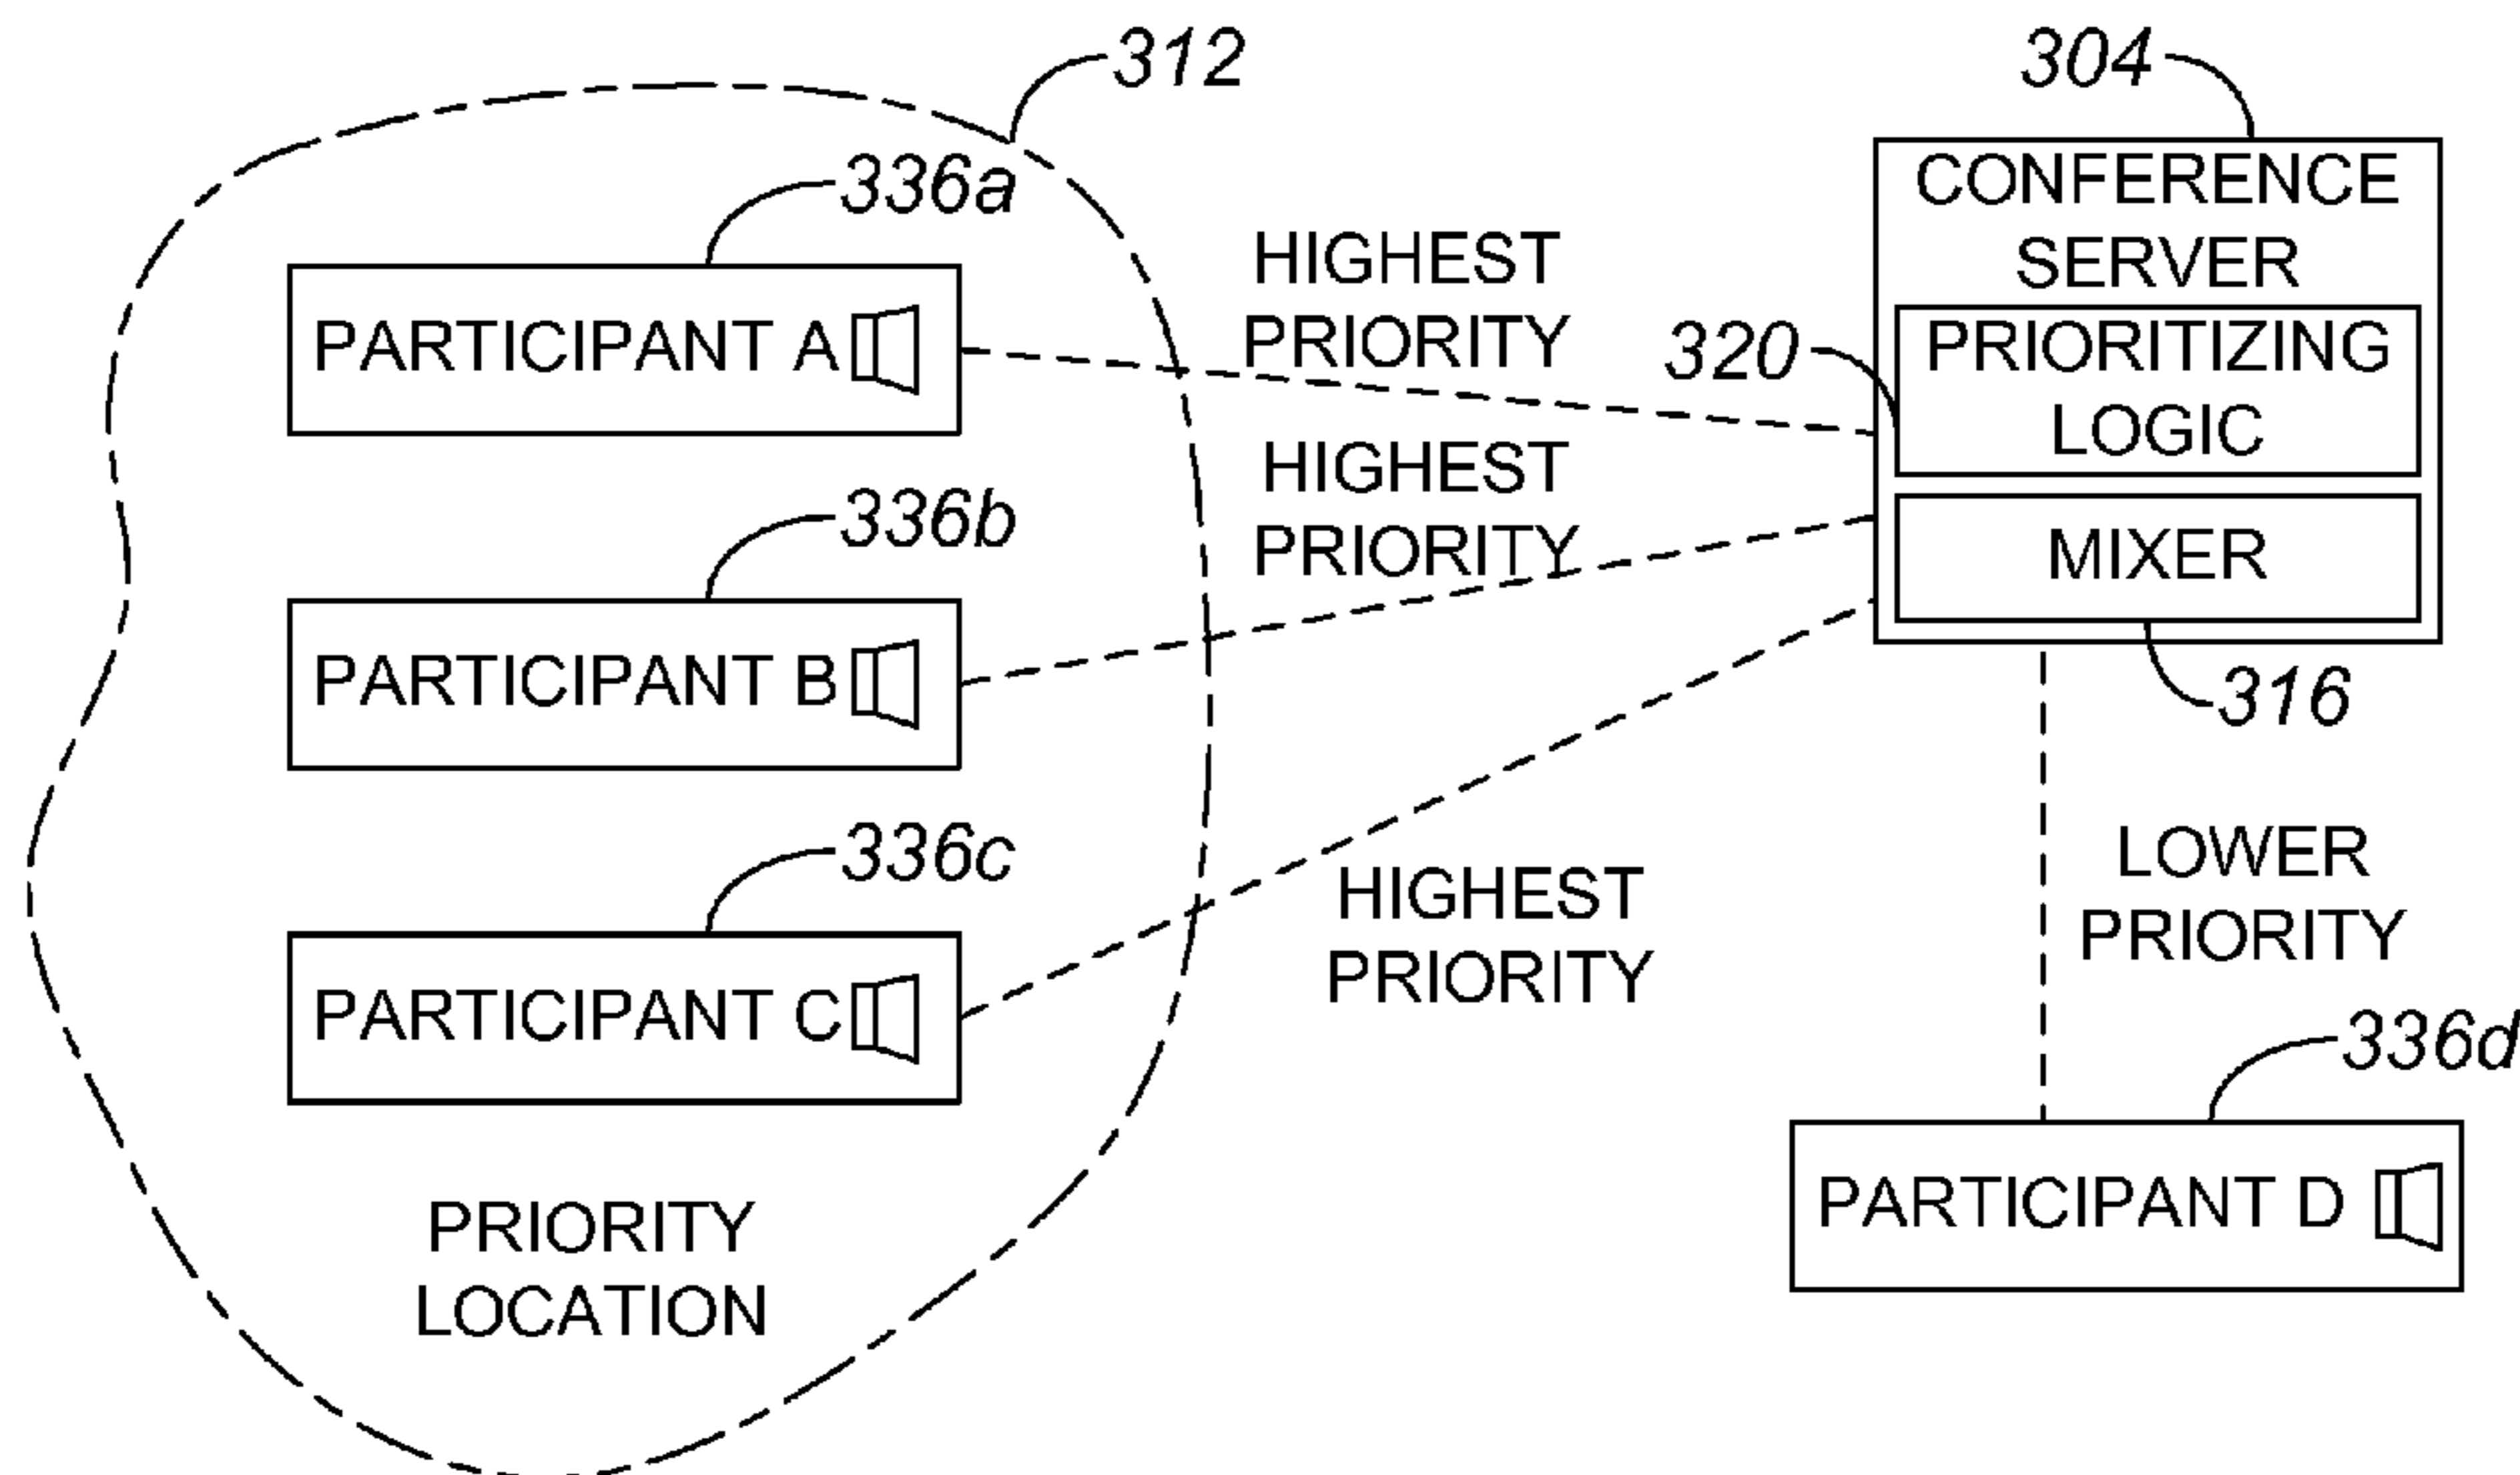 312
304
336a
CONFERENCE
SERVER
HIGHEST
PRIORITY
320
PRIORITIZING
LOGIC
PARTICIPANT A
HIGHEST
PRIORITY
336b
MIXER
PARTICIPANT B
316
336c
HIGHEST
PRIORITY
LOWER
PRIORITY
PARTICIPANT C
336d
PARTICIPANT D
PRIORITY
LOCATION